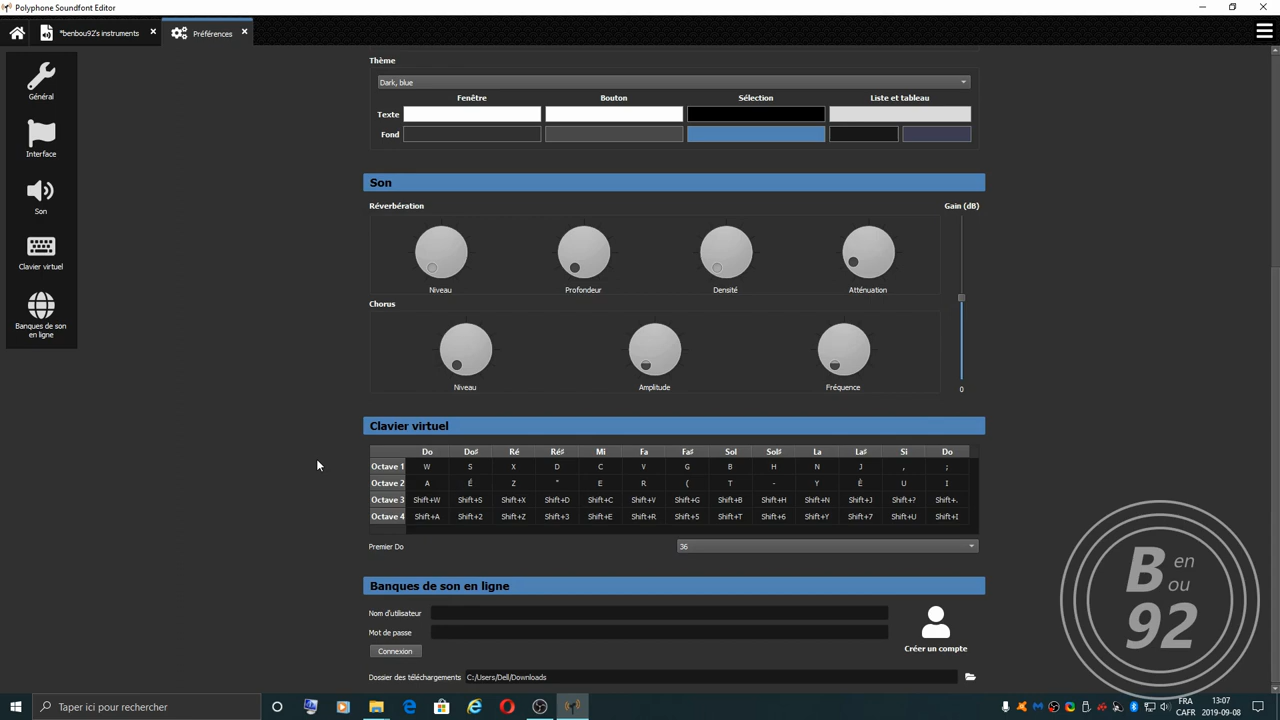 Polyphone Soundfont Editor
*benbou92's instruments
Préférences
Général
Interface
Son
Clavier virtuel
Banques de son
en ligne
Thème
Dark, blue
Fenêtre Bouton Sélection Liste et tableau
Texte
Fond
Son
Réverbération Gain (dB)
Niveau Profondeur Densité Atténuation
Chorus
Niveau Amplitude Fréquence 0
Clavier virtuel
Do Do♯ Ré Ré♯ Mi Fa Fa♯ Sol Sol♯ La La♯ Si Do
Octave 1 W S X D C V G B H N J , ;
Octave 2 A É Z " E R ( T - Y È U I
Octave 3 Shift+W Shift+S Shift+X Shift+D Shift+C Shift+V Shift+G Shift+B Shift+H Shift+N Shift+J Shift+? Shift+.
Octave 4 Shift+A Shift+2 Shift+Z Shift+3 Shift+E Shift+R Shift+5 Shift+T Shift+6 Shift+Y Shift+7 Shift+U Shift+I
Premier Do 36
Banques de son en ligne
Nom d'utilisateur
Mot de passe
Créer un compte
Connexion
Dossier des téléchargements C:/Users/Dell/Downloads
Ben
ou
92
Taper ici pour rechercher
FRA 13:07
CAFR 2019-09-08